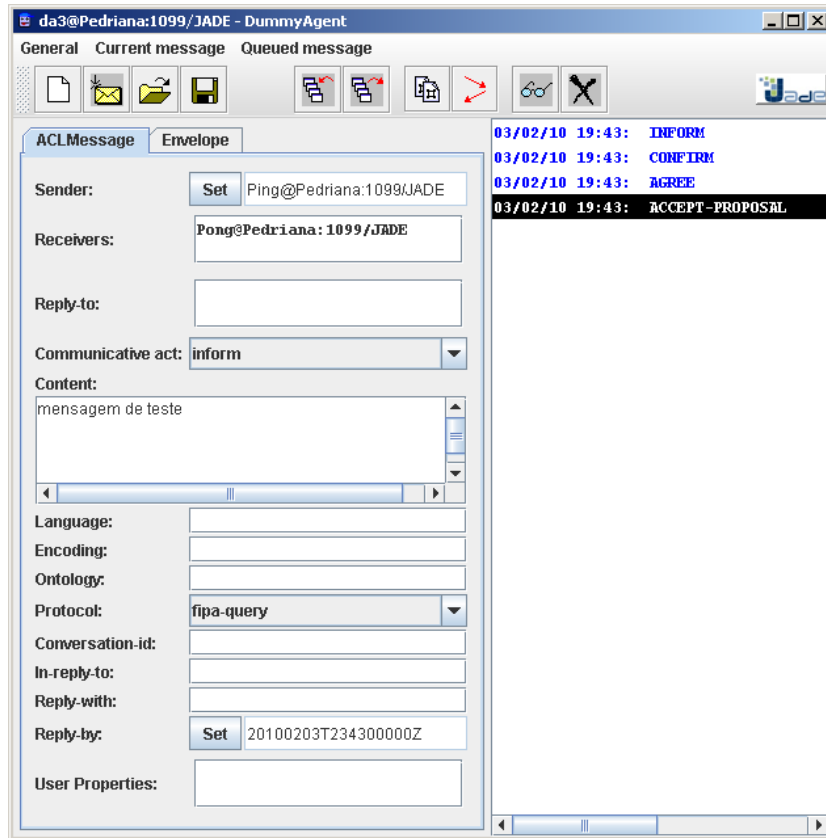 da3@Pedriana:1099/JADE - DummyAgent
General Current message Queued message
Jade
ACLMessage Envelope
Sender: Set Ping@Pedriana:1099/JADE
Receivers: Pong@Pedriana:1099/JADE
Reply-to:
Communicative act: inform
Content:
mensagem de teste
Language:
Encoding:
Ontology:
Protocol: fipa-query
Conversation-id:
In-reply-to:
Reply-with:
Reply-by: Set 20100203T234300000Z
User Properties:
03/02/10 19:43: INFORM
03/02/10 19:43: CONFIRM
03/02/10 19:43: AGREE
03/02/10 19:43: ACCEPT-PROPOSAL